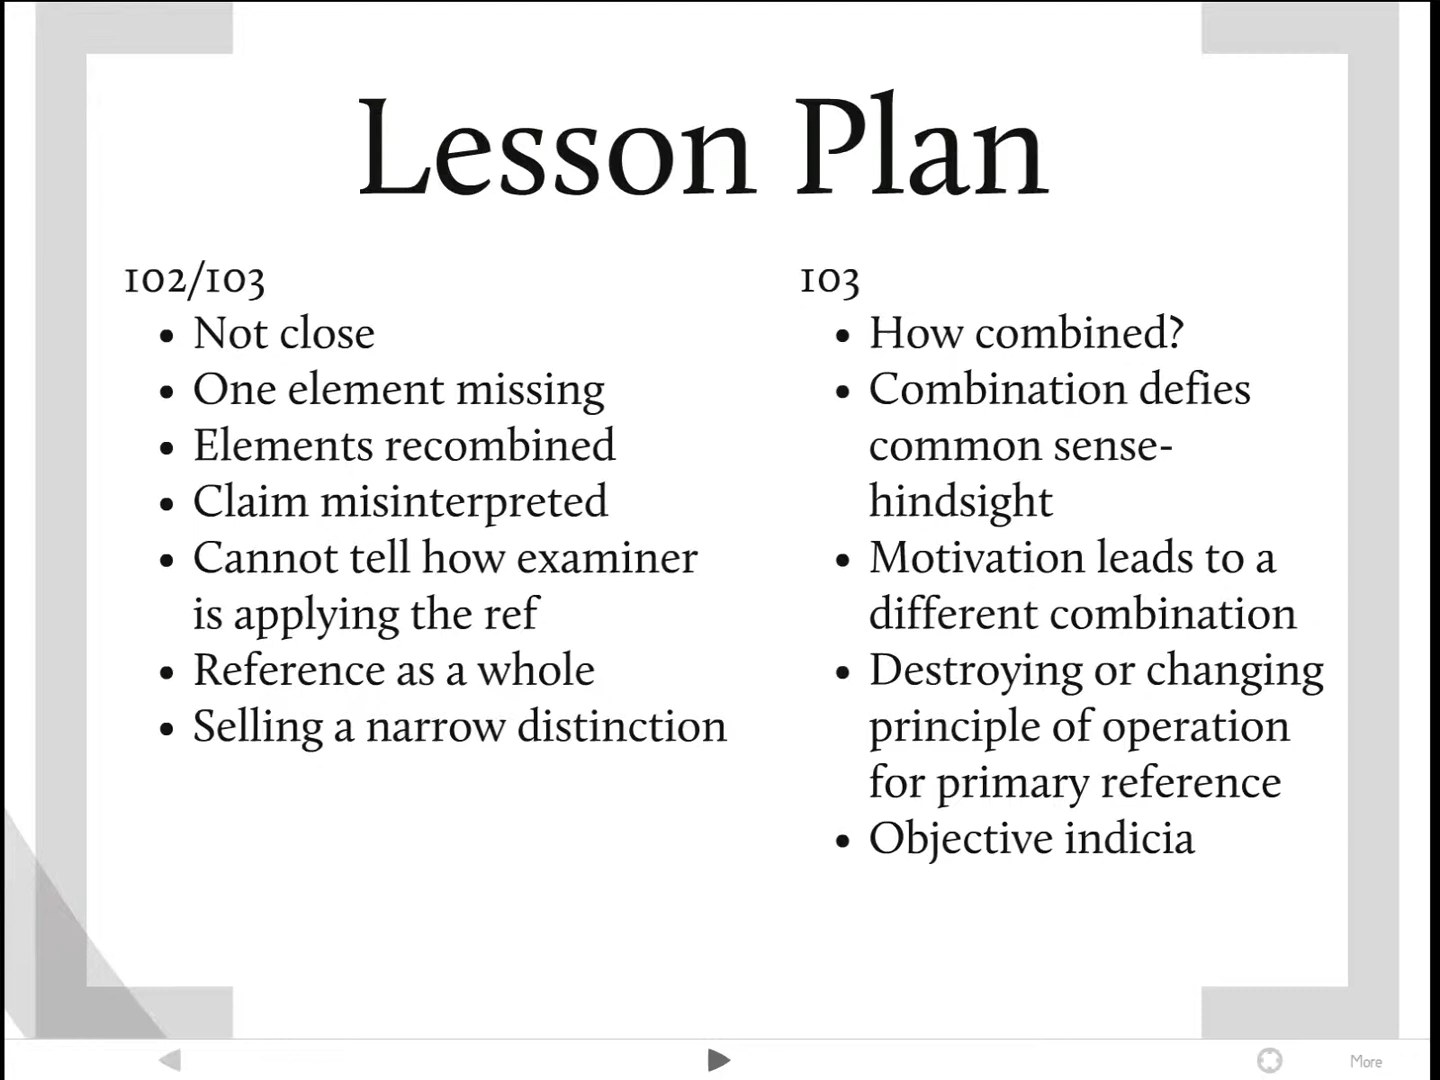 Lesson Plan
102/103
• Not close
• One element missing
• Elements recombined
• Claim misinterpreted
• Cannot tell how examiner
is applying the ref
• Reference as a whole
• Selling a narrow distinction
103
• How combined?
• Combination defies
common sense-
hindsight
• Motivation leads to a
different combination
• Destroying or changing
principle of operation
for primary reference
• Objective indicia
More